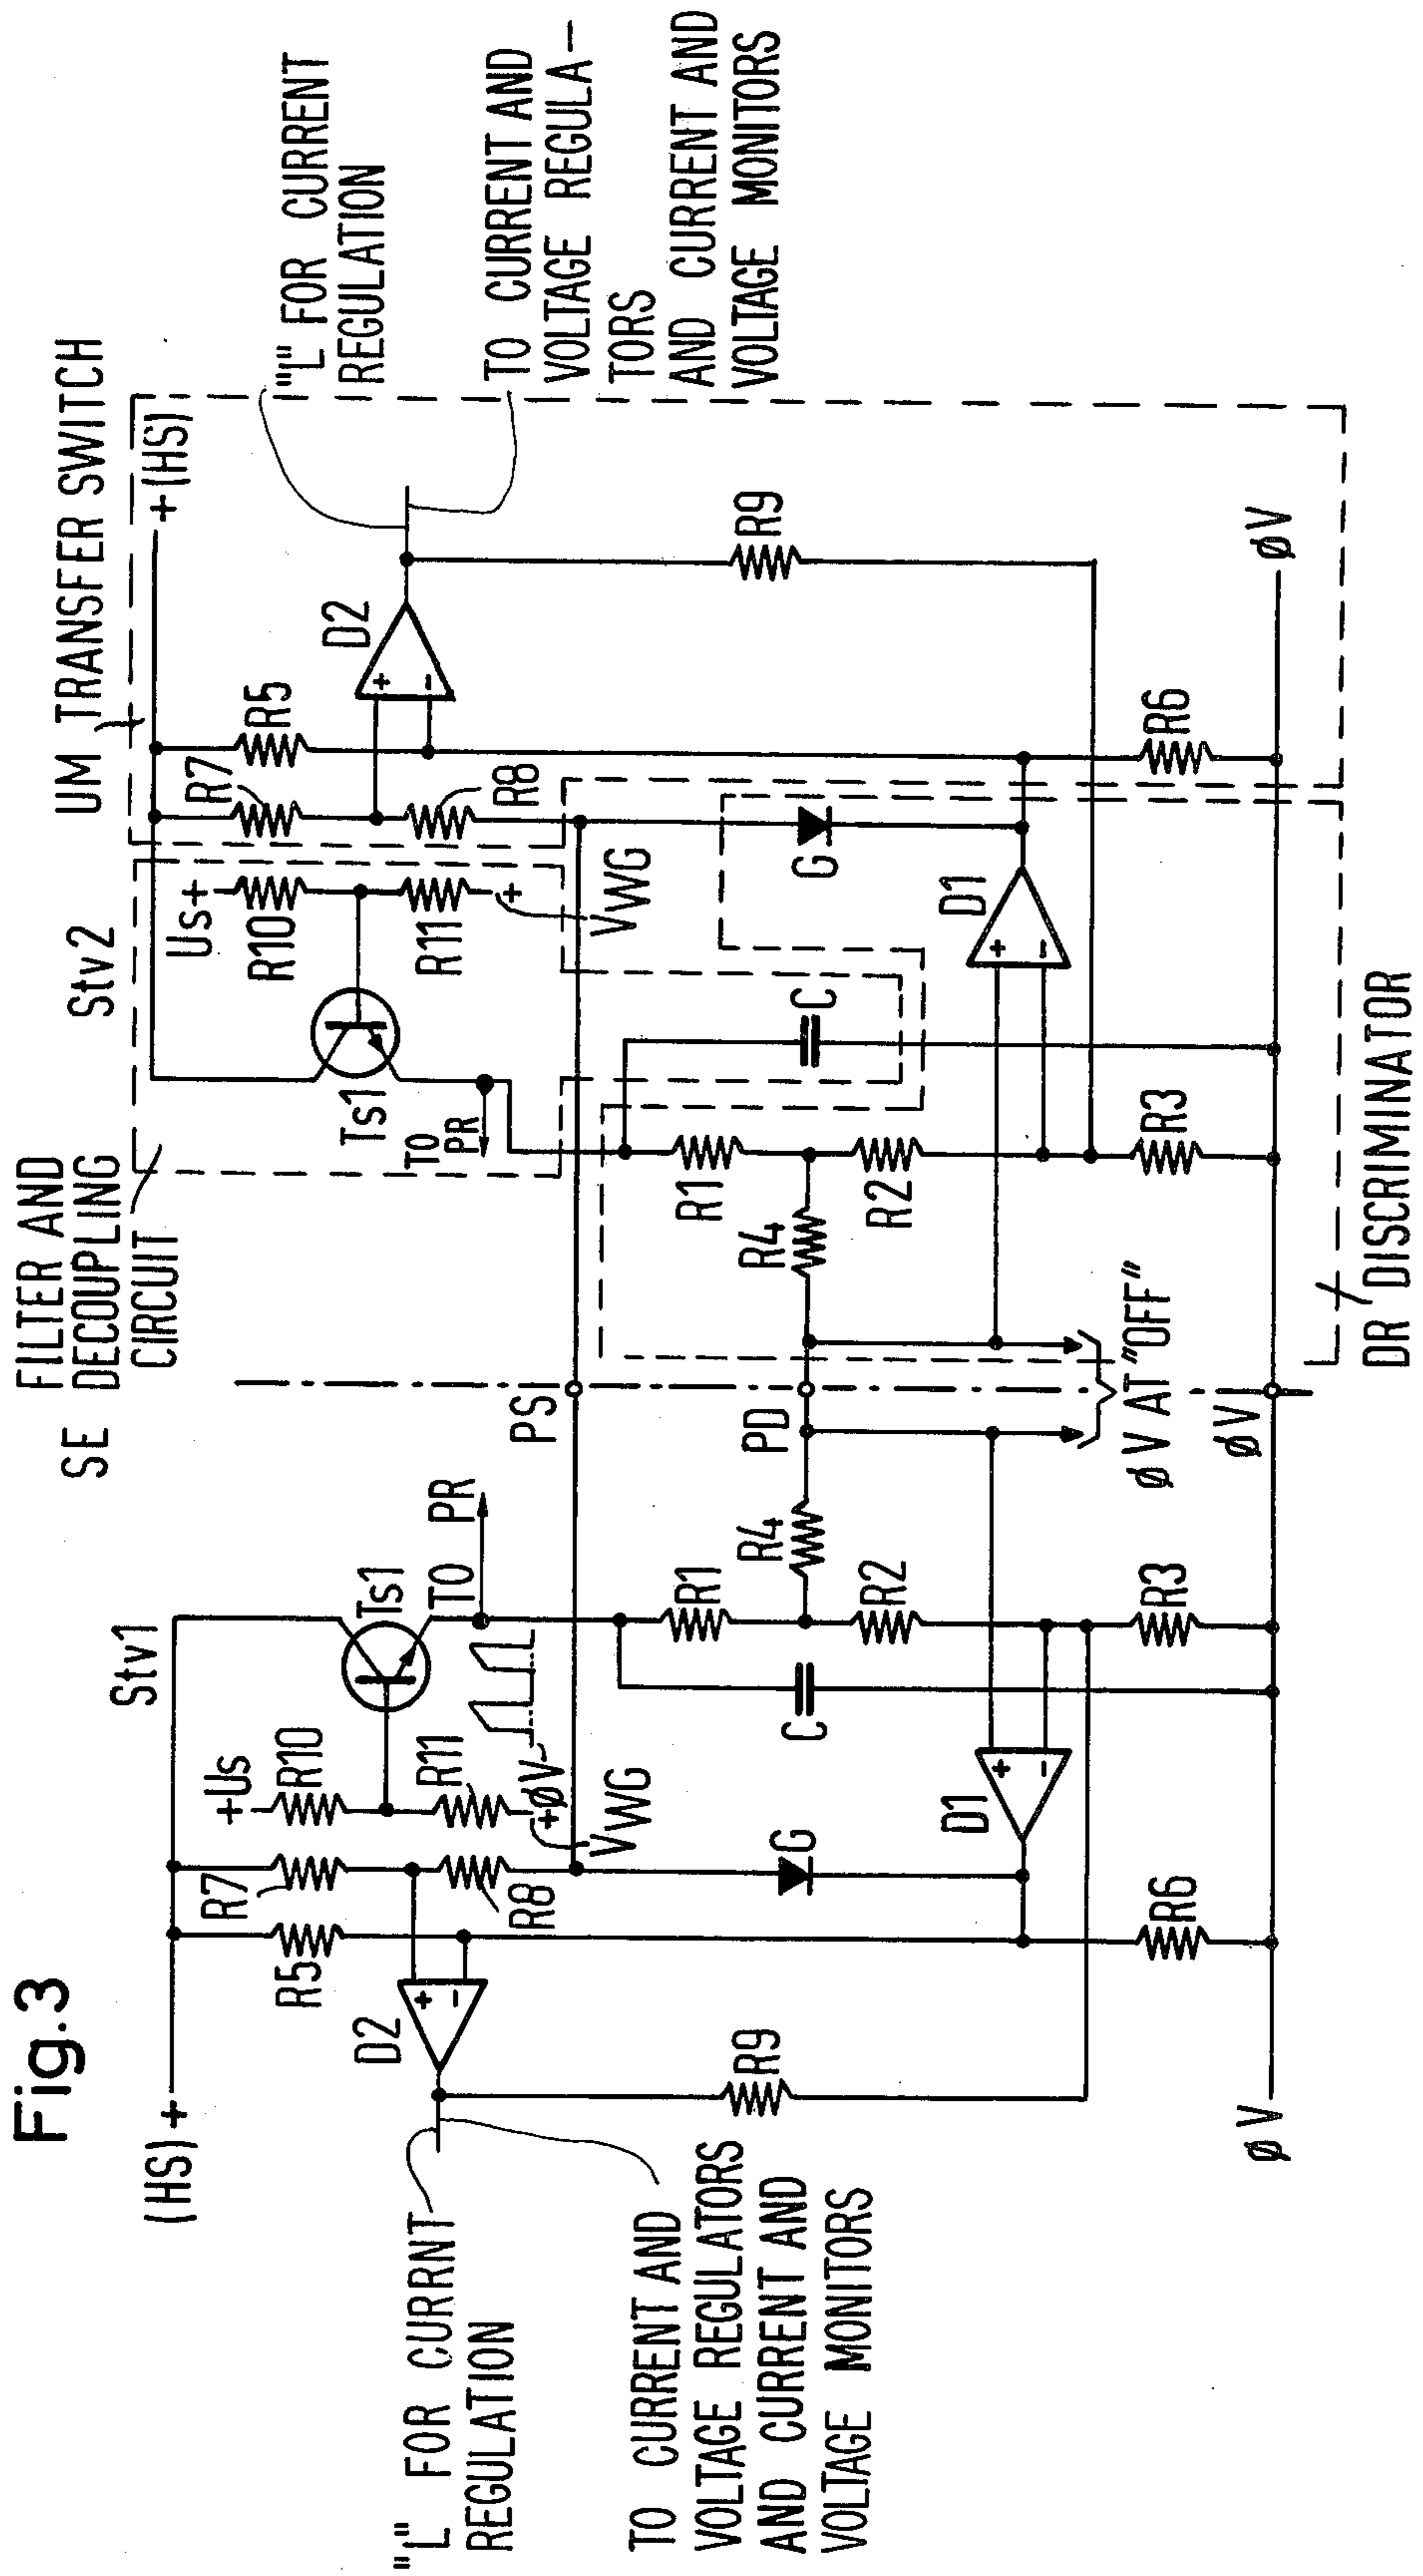 Fig.3
(HS) +
"L" FOR CURRNT
REGULATION
TO CURRENT AND
VOLTAGE REGULATORS
AND CURRENT AND
VOLTAGE MONITORS
D2
+
-
R5
R7
R8
R9
+Us
R10
R11
+
ØV
VWG
Stv1
Ts1
TO PR
G
D1
+
-
C
R1
R2
R3
R4
R6
ØV
PS
PD
ØV
ØV AT "OFF"
SE
FILTER AND
DECOUPLING
CIRCUIT
Stv2
Us+
R10
R11
+
VWG
Ts1
TO
PR
C
R1
R2
R3
R4
G
D1
+
-
DR DISCRIMINATOR
UM TRANSFER SWITCH
+(HS)
R7
R5
R8
D2
+
-
R9
R6
ØV
"L" FOR CURRENT
REGULATION
TO CURRENT AND
VOLTAGE REGULA-
TORS
AND CURRENT AND
VOLTAGE MONITORS